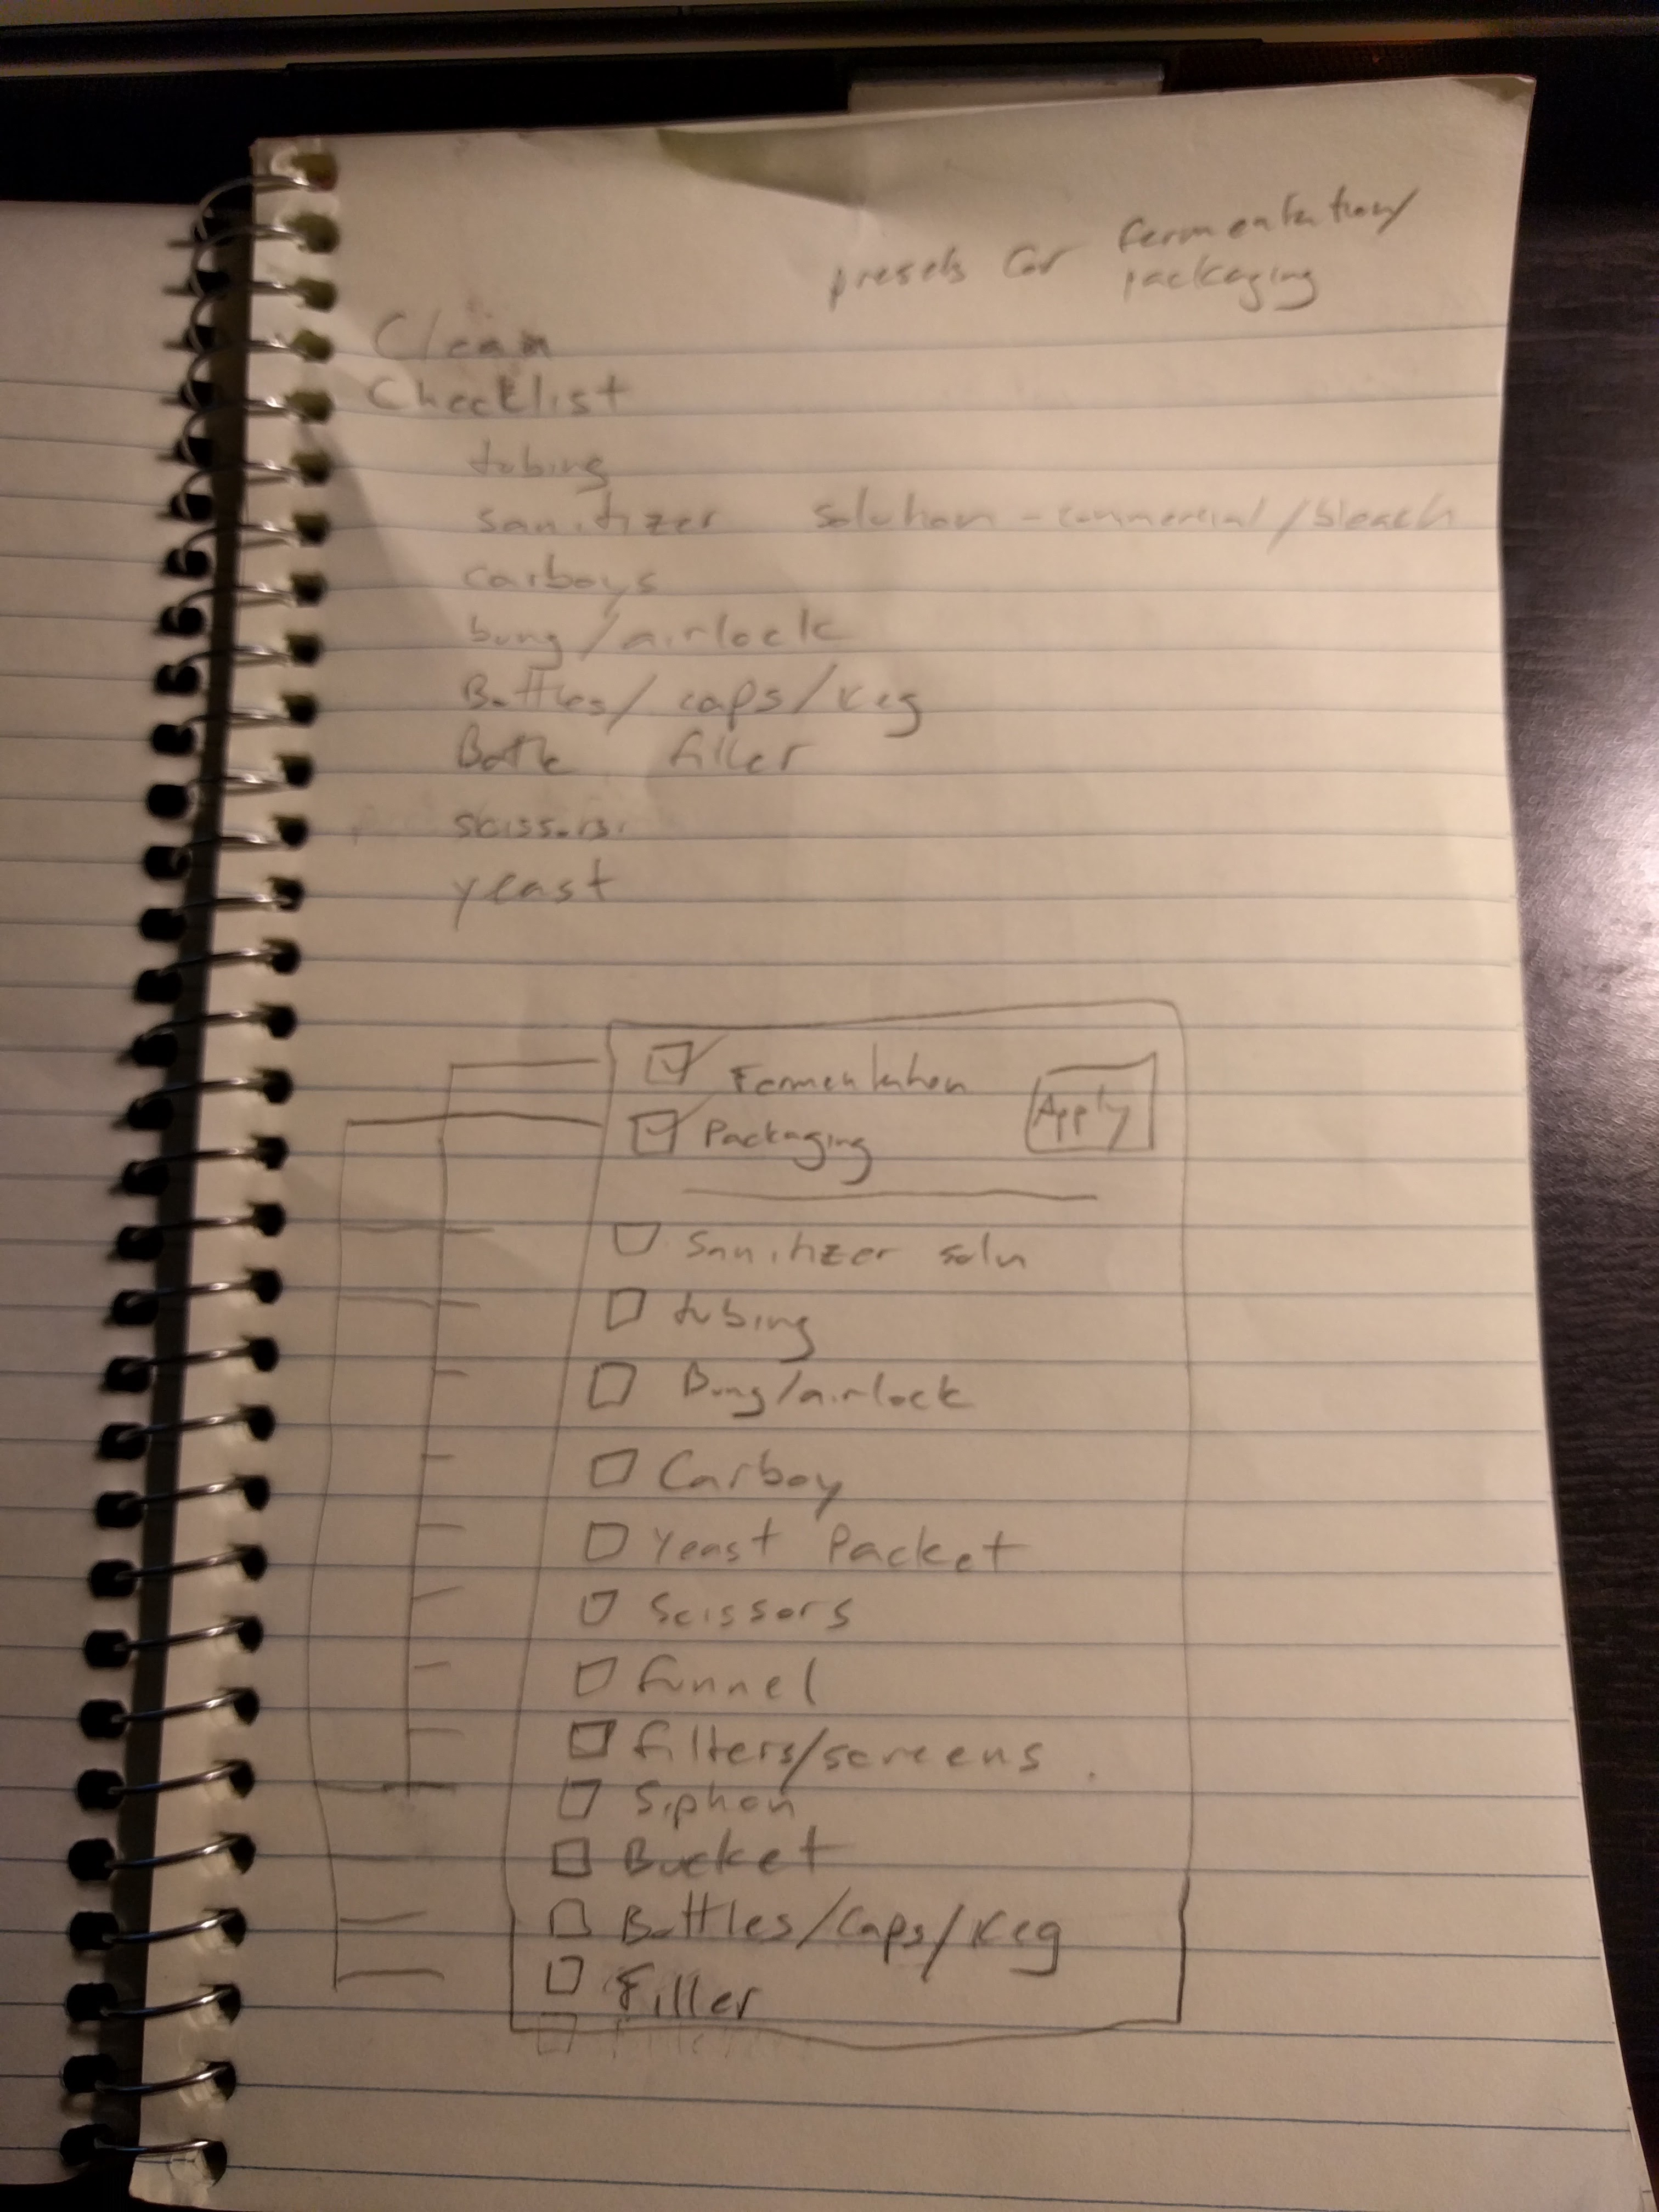 presets for fermentation/
packaging
Clean
Checklist
tubing
sanitizer solution - commercial/bleach
carboys
bung/airlock
Bottles/caps/keg
Bottle filler
scissors
yeast
Fermentation
Apply
Packaging
Sanitizer soln
tubing
Bung/airlock
Carboy
Yeast Packet
Scissors
funnel
filters/screens
Siphon
Bucket
Bottles/Caps/Keg
Filler